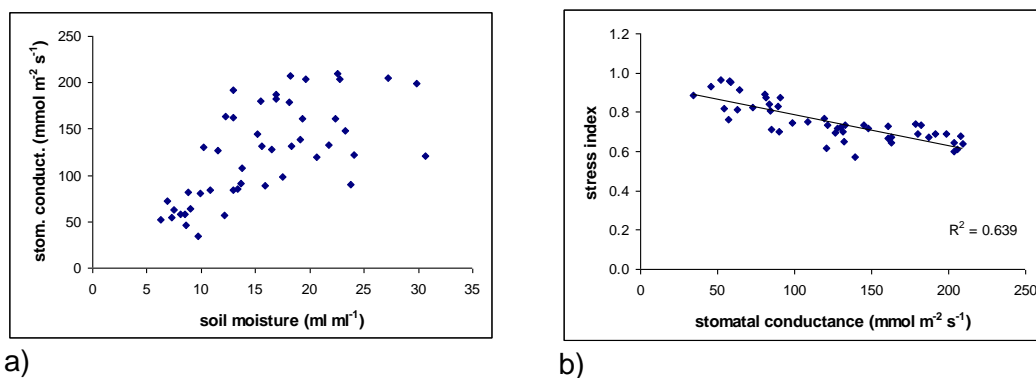 250
200
150
100
50
0
0 5 10 15 20 25 30 35
stom. conduct, (mmol m⁻² s⁻¹)
soil moisture (ml ml⁻¹)
a)
1.2
1.0
0.8
0.6
0.4
0.2
0.0
0 50 100 150 200 250
stress index
stomatal conductance (mmol m⁻² s⁻¹)
R² = 0.639
b)